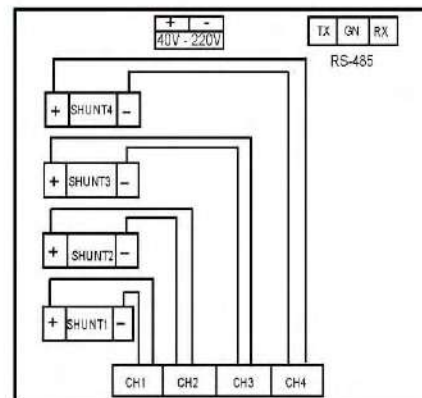 + -
40V - 220V
TX GN RX
RS-485
+ SHUNT4 -
+ SHUNT3 -
+ SHUNT2 -
+ SHUNT1 -
CH1 CH2 CH3 CH4